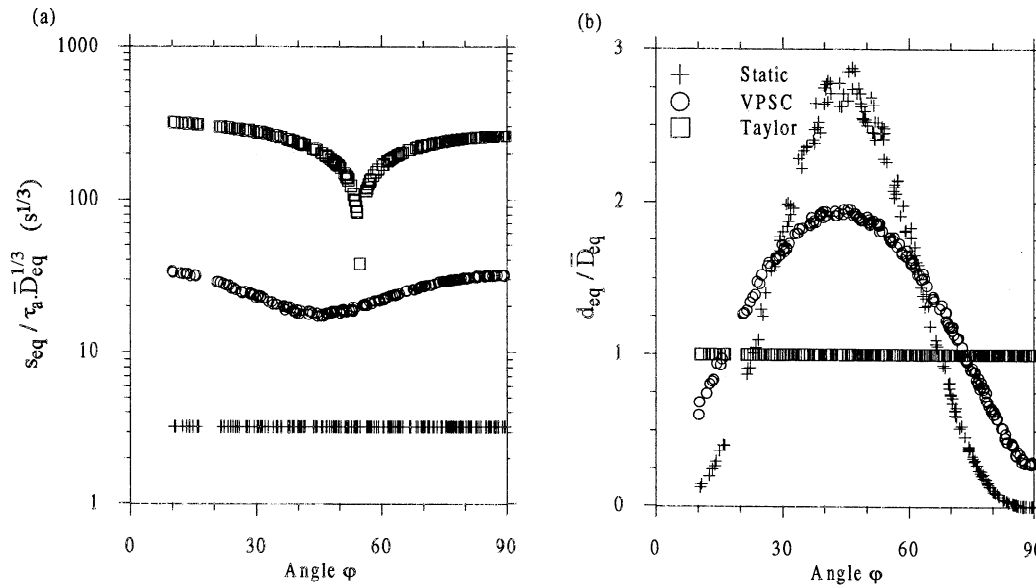 (a)
1000
100
10
1
s_eq / τ_a.D̅_eq^1/3 (s^1/3)
0 30 60 90
Angle φ
(b)
3
2
1
0
d_eq / D̅_eq
Static
VPSC
Taylor
0 30 60 90
Angle φ